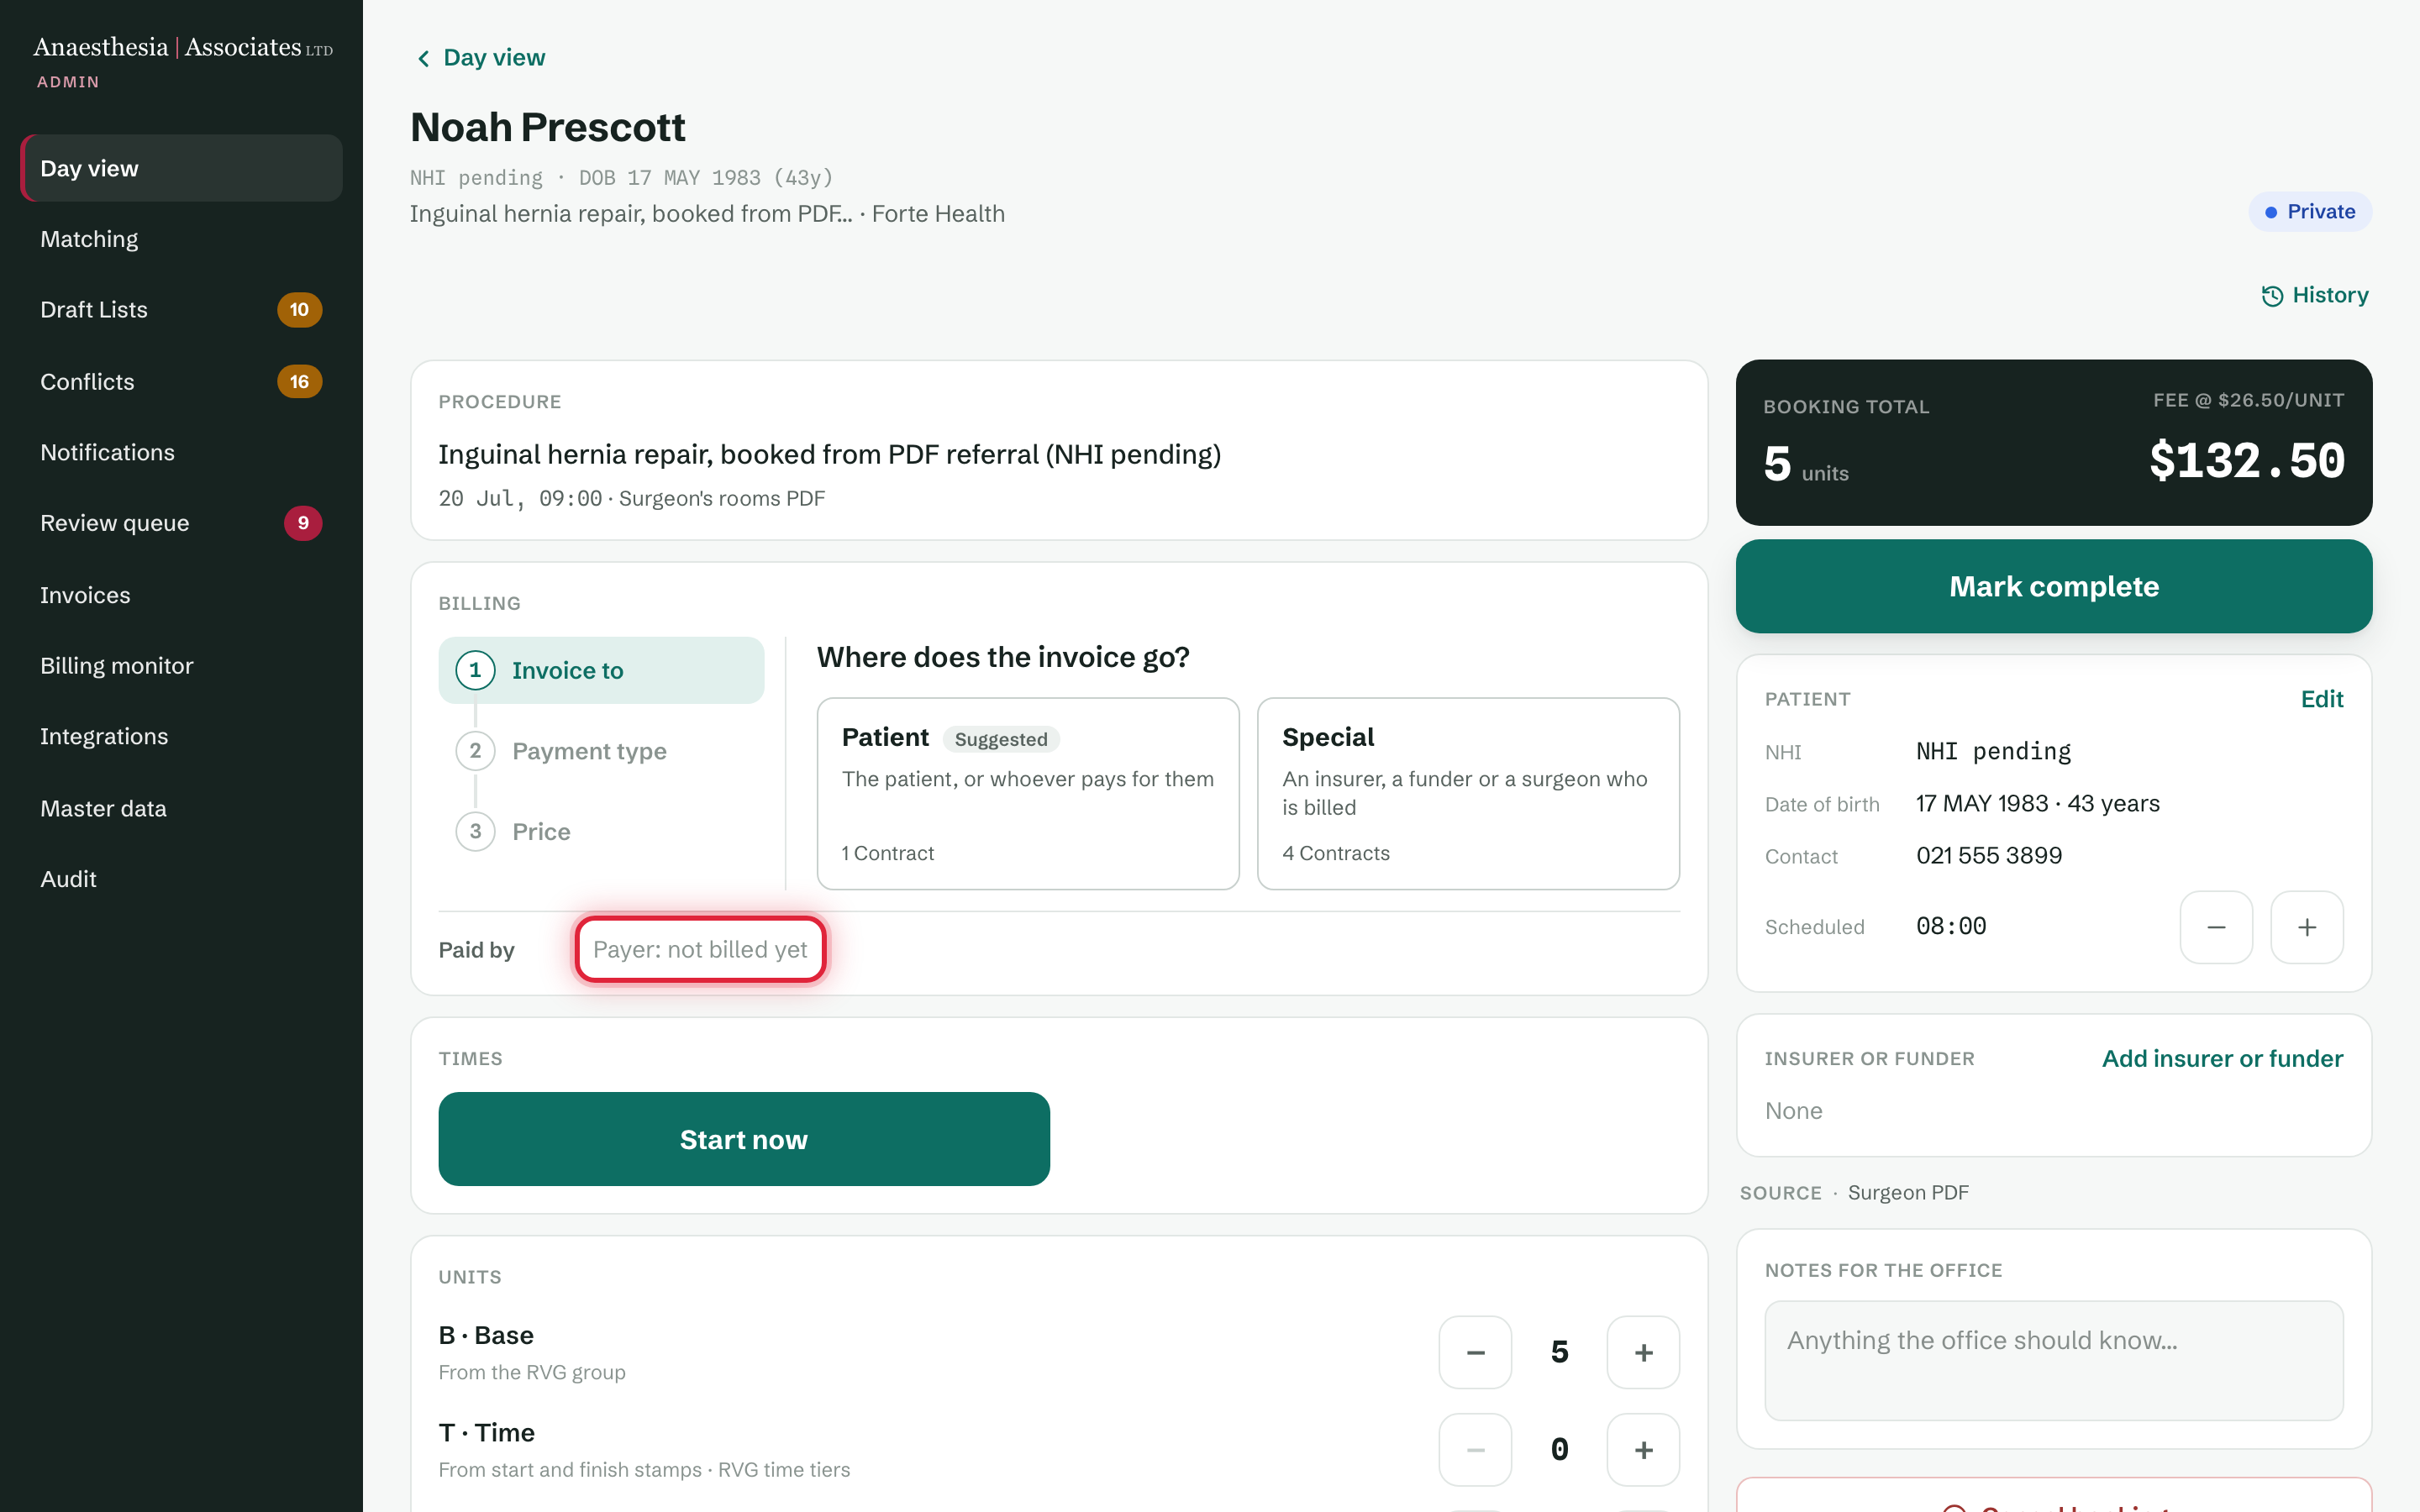 Anaesthesia | Associates LTD
ADMIN
Day view
Matching
Draft Lists 10
Conflicts 16
Notifications
Review queue 9
Invoices
Billing monitor
Integrations
Master data
Audit
Day view
Noah Prescott
NHI pending · DOB 17 MAY 1983 (43y)
Inguinal hernia repair, booked from PDF... · Forte Health
Private
History
PROCEDURE
Inguinal hernia repair, booked from PDF referral (NHI pending)
20 Jul, 09:00 · Surgeon's rooms PDF
BILLING
1 Invoice to
2 Payment type
3 Price
Where does the invoice go?
Patient Suggested
The patient, or whoever pays for them
1 Contract
Special
An insurer, a funder or a surgeon who
is billed
4 Contracts
Paid by Payer: not billed yet
TIMES
Start now
UNITS
B · Base
From the RVG group
− 5 +
T · Time
From start and finish stamps · RVG time tiers
− 0 +
BOOKING TOTAL
5 units
FEE @ $26.50/UNIT
$132.50
Mark complete
PATIENT Edit
NHI NHI pending
Date of birth 17 MAY 1983 · 43 years
Contact 021 555 3899
Scheduled 08:00 − +
INSURER OR FUNDER Add insurer or funder
None
SOURCE · Surgeon PDF
NOTES FOR THE OFFICE
Anything the office should know...